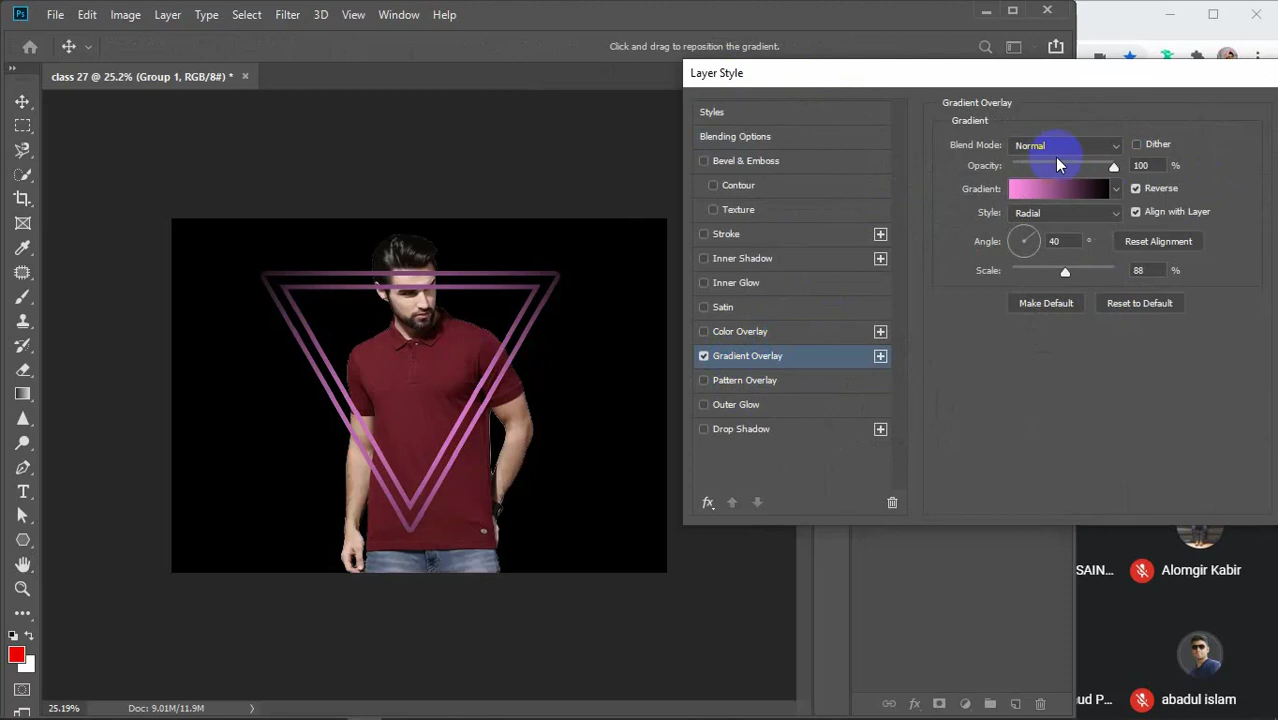 Ps File Edit Image Layer Type Select Filter 3D View Window Help
Click and drag to reposition the gradient.
class 27 @ 25.2% (Group 1, RGB/8#) *
Layer Style
Styles
Blending Options
Bevel & Emboss
Contour
Texture
Stroke
Inner Shadow
Inner Glow
Satin
Color Overlay
Gradient Overlay
Pattern Overlay
Outer Glow
Drop Shadow
fx
Gradient Overlay
Gradient
Blend Mode: Normal Dither
Opacity: 100 %
Gradient: Reverse
Style: Radial Align with Layer
Angle: 40 ° Reset Alignment
Scale: 88 %
Make Default Reset to Default
SAIN... Alomgir Kabir
ud P... abadul islam
25.19% Doc: 9.01M/11.9M
fx